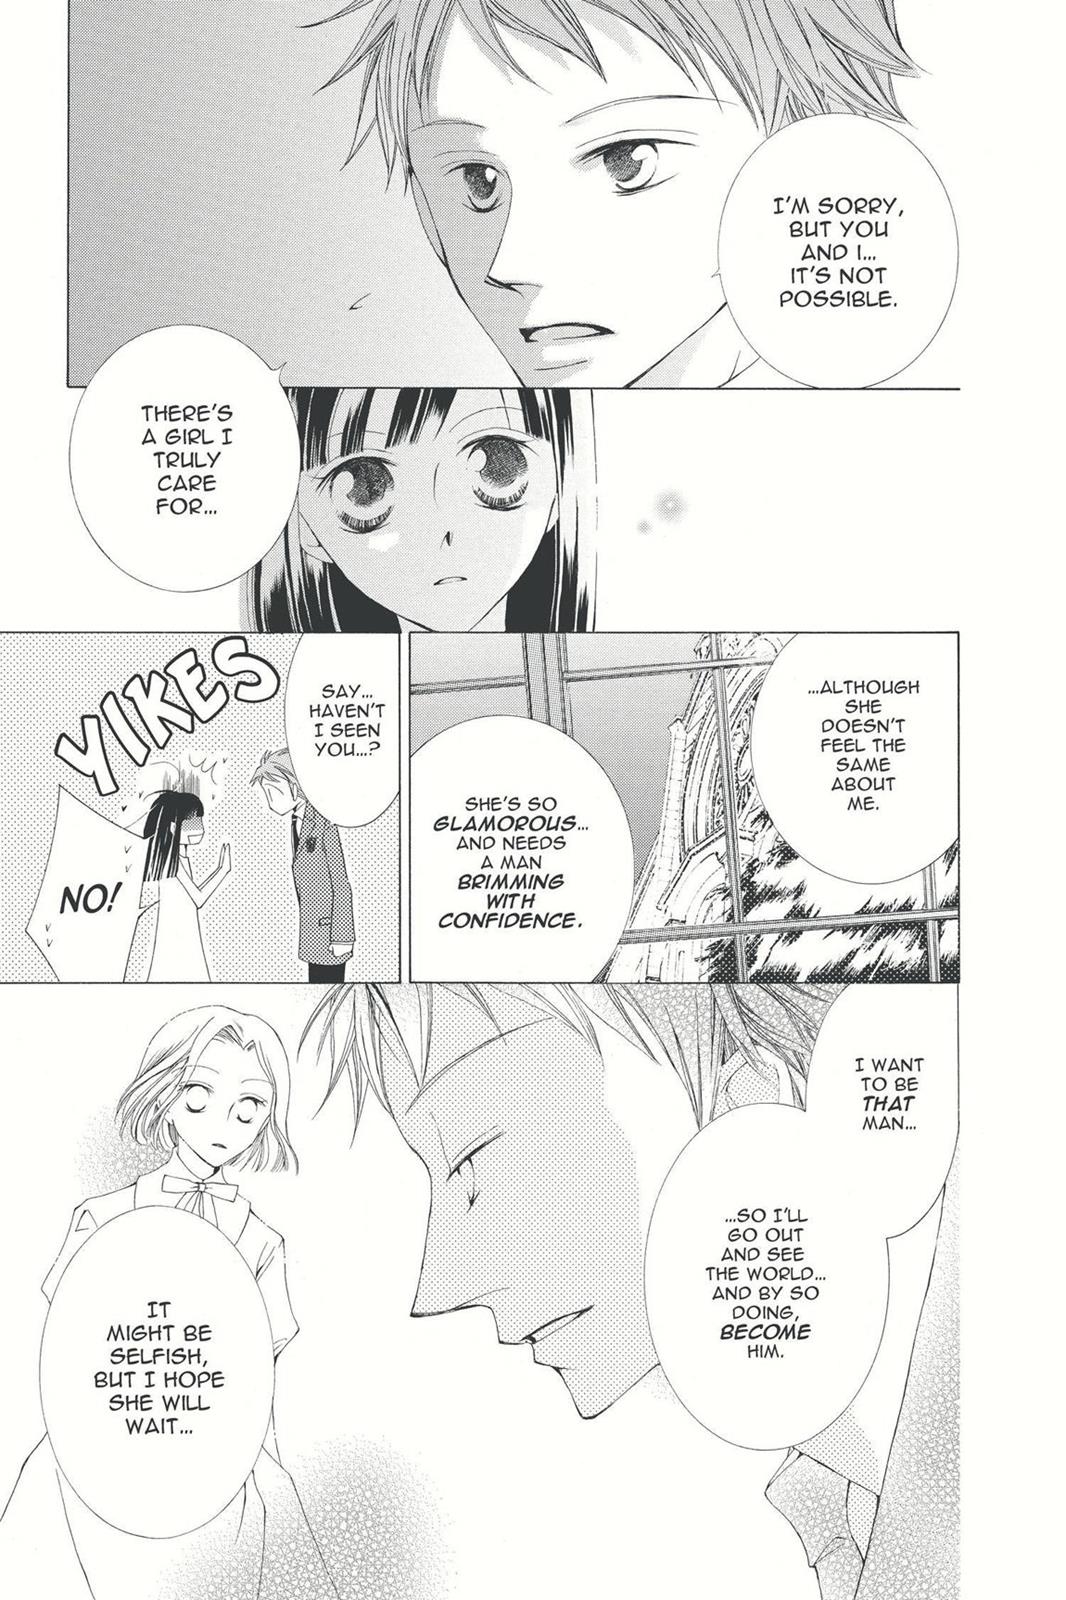 I'M SORRY,
BUT YOU
AND I...
IT'S NOT
POSSIBLE.
THERE'S
A GIRL I
TRULY
CARE
FOR...
...ALTHOUGH
SHE
DOESN'T
FEEL THE
SAME
ABOUT
ME.
SHE'S SO
GLAMOROUS...
AND NEEDS
A MAN
BRIMMING
WITH
CONFIDENCE.
SAY...
HAVEN'T
I SEEN
YOU...?
YIKES
NO!
I WANT
TO BE
THAT
MAN...
...SO I'LL
GO OUT
AND SEE
THE WORLD...
AND BY SO
DOING,
BECOME
HIM.
IT
MIGHT BE
SELFISH,
BUT I HOPE
SHE WILL
WAIT...